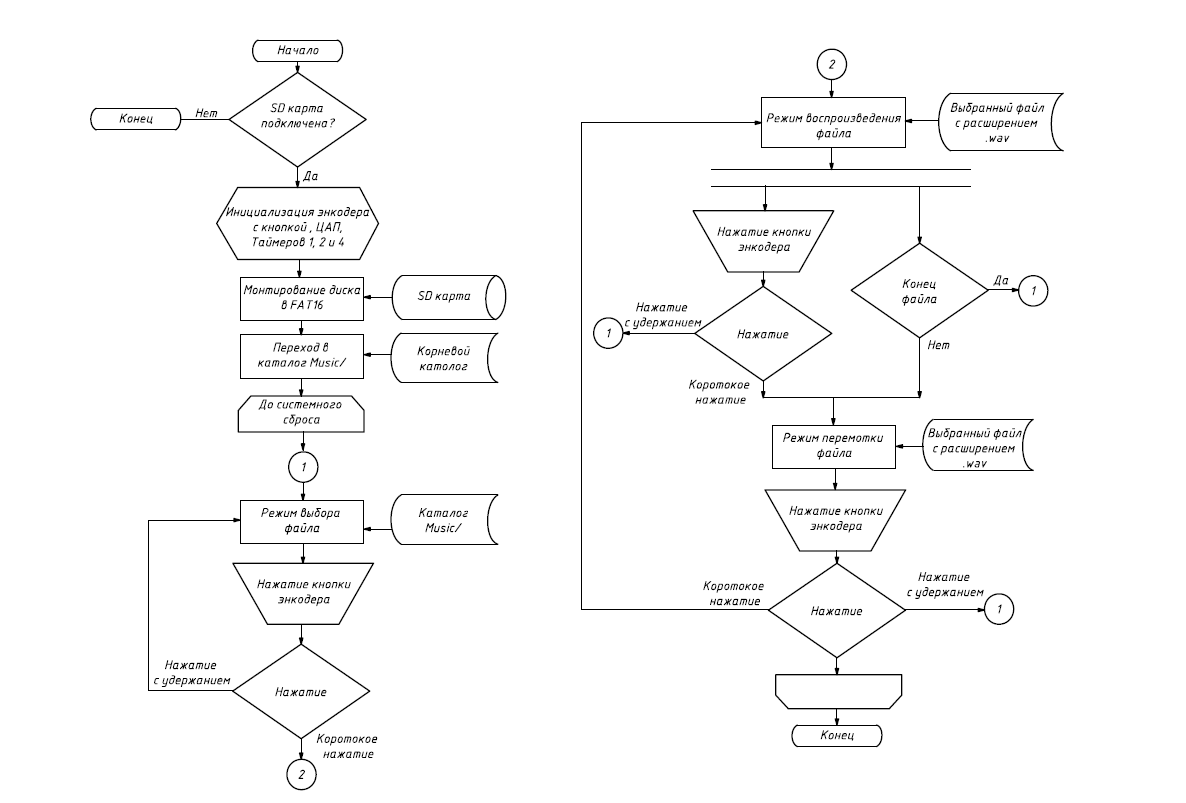 Начало
SD карта
подключена?
Нет
Конец
Да
Инициализация энкодера
с кнопкой , ЦАП,
Таймеров 1, 2 и 4
Монтирование диска
в FAT16
SD карта
Переход в
каталог Music/
Корневой
католог
До системного
сброса
1
Режим выбора
файла
Каталог
Music/
Нажатие кнопки
энкодера
Нажатие
с удержанием
Нажатие
Коротокое
нажатие
2
2
Режим воспроизведения
файла
Выбранный файл
с расширением
.wav
Нажатие кнопки
энкодера
Конец
файла
Да
1
Нажатие
с удержанием
1
Нажатие
Нет
Коротокое
нажатие
Режим перемотки
файла
Выбранный файл
с расширением
.wav
Нажатие кнопки
энкодера
Коротокое
нажатие
Нажатие
Нажатие
с удержанием
1
Конец